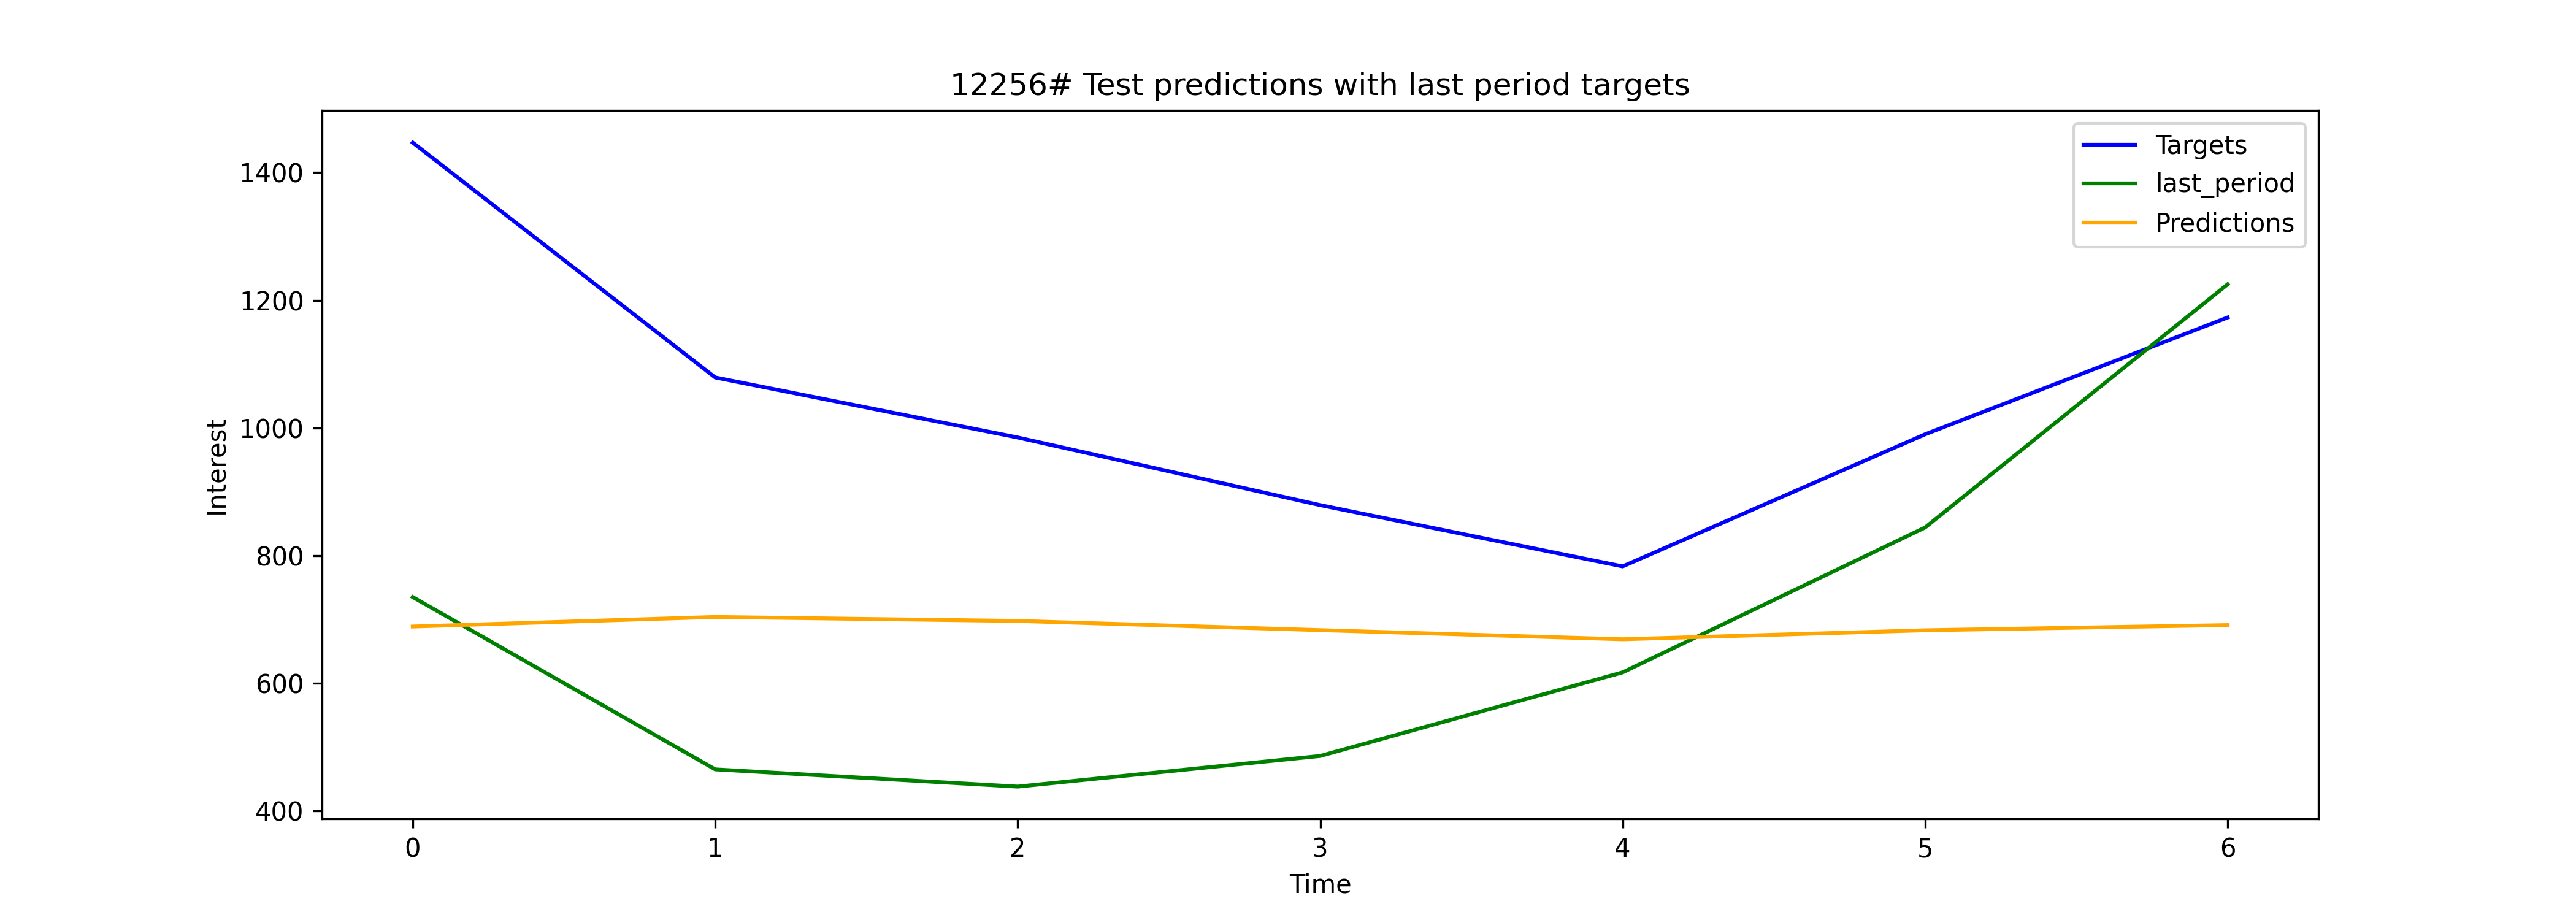 12256# Test predictions with last period targets
Targets
last_period
Predictions
Interest
1400
1200
1000
800
600
400
0 1 2 3 4 5 6
Time